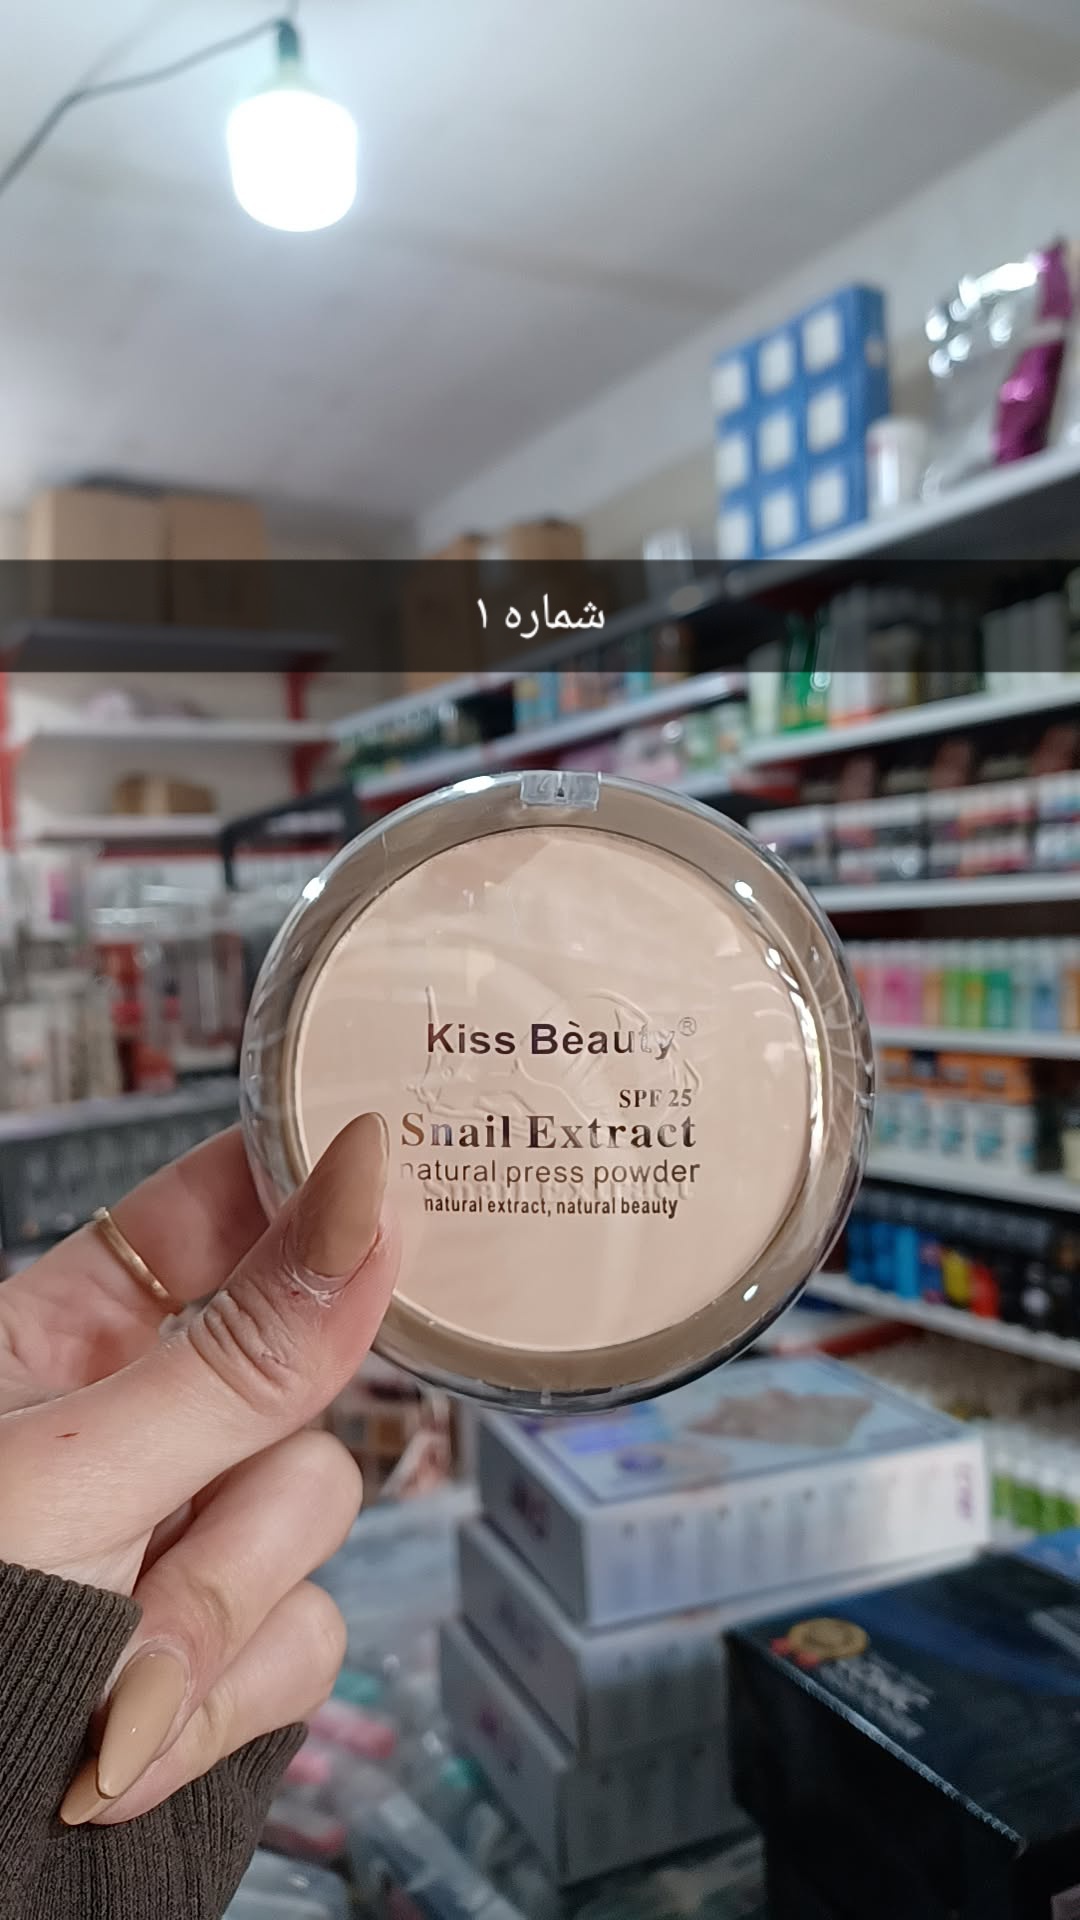 شماره ۱
Kiss Bèauty®
SPF 25
Snail Extract
natural press powder
natural extract, natural beauty